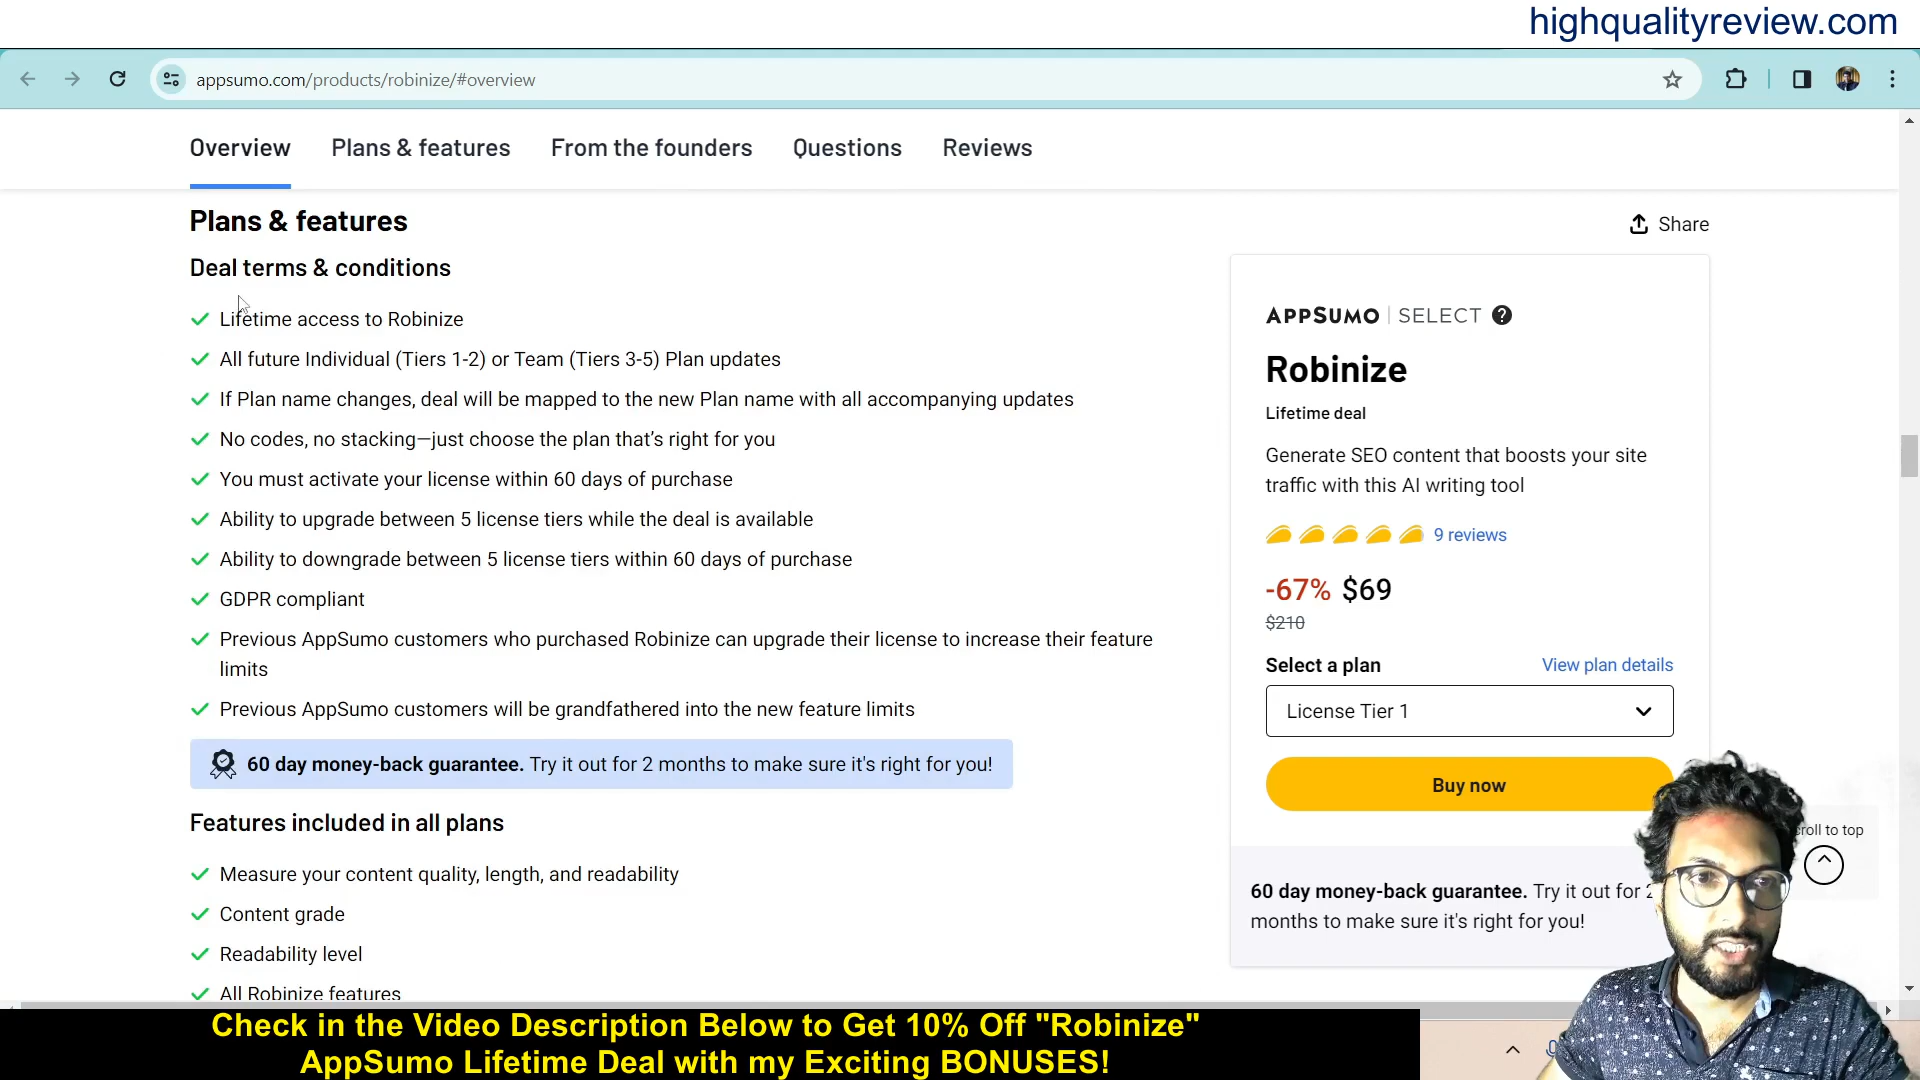 highqualityreview.com
appsumo.com/products/robinize/#overview
Overview
Plans & features
From the founders
Questions
Reviews
Plans & features
Share
Deal terms & conditions
Lifetime access to Robinize
All future Individual (Tiers 1-2) or Team (Tiers 3-5) Plan updates
If Plan name changes, deal will be mapped to the new Plan name with all accompanying updates
No codes, no stacking—just choose the plan that's right for you
You must activate your license within 60 days of purchase
Ability to upgrade between 5 license tiers while the deal is available
Ability to downgrade between 5 license tiers within 60 days of purchase
GDPR compliant
Previous AppSumo customers who purchased Robinize can upgrade their license to increase their feature
limits
Previous AppSumo customers will be grandfathered into the new feature limits
60 day money-back guarantee. Try it out for 2 months to make sure it's right for you!
Features included in all plans
Measure your content quality, length, and readability
Content grade
Readability level
All Robinize features
APPSUMO | SELECT ?
Robinize
Lifetime deal
Generate SEO content that boosts your site
traffic with this AI writing tool
9 reviews
-67% $69
$210
Select a plan
View plan details
License Tier 1
Buy now
60 day money-back guarantee. Try it out for 2
months to make sure it's right for you!
croll to top
Check in the Video Description Below to Get 10% Off "Robinize"
AppSumo Lifetime Deal with my Exciting BONUSES!